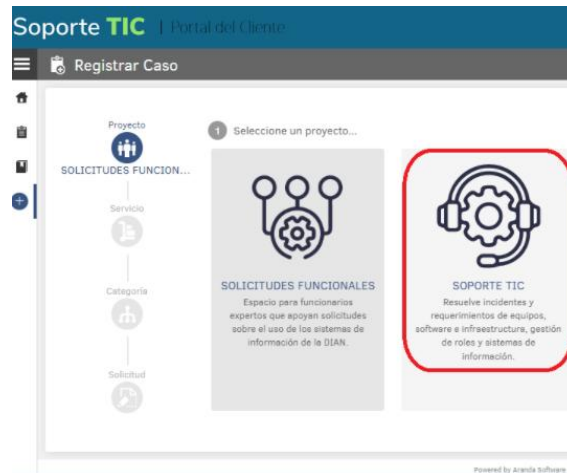 Soporte TIC | Portal del Cliente
Registrar Caso
Proyecto
SOLICITUDES FUNCION...
Servicio
Categoría
Solicitud
1 Seleccione un proyecto...
SOLICITUDES FUNCIONALES
Espacio para funcionarios
expertos que apoyan solicitudes
sobre el uso de los sistemas de
información de la DIAN.
SOPORTE TIC
Resuelve incidentes y
requerimientos de equipos,
software e infraestructura, gestión
de roles y sistemas de
información.
Powered by Aranda Software